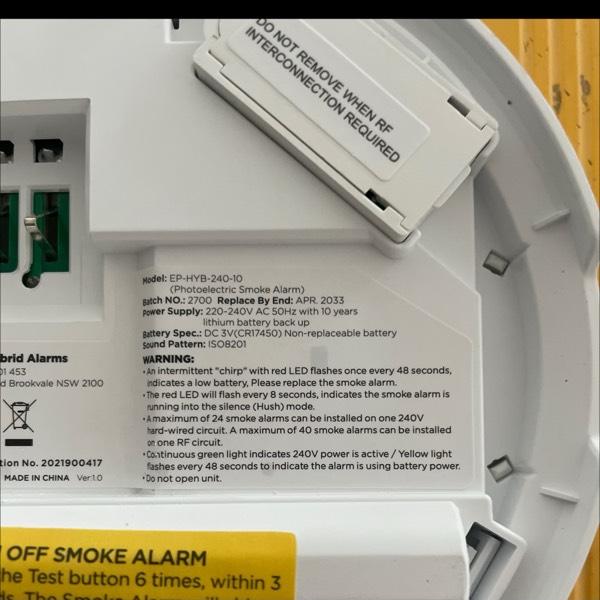 DO NOT REMOVE WHEN RF
INTERCONNECTION REQUIRED
Model: EP-HYB-240-10
(Photoelectric Smoke Alarm)
Batch NO.: 2700 Replace By End: APR. 2033
Power Supply: 220-240V AC 50Hz with 10 years
lithium battery back up
Battery Spec.: DC 3V(CR17450) Non-replaceable battery
Sound Pattern: ISO8201
WARNING:
•An intermittent "chirp" with red LED flashes once every 48 seconds,
indicates a low battery, Please replace the smoke alarm.
•The red LED will flash every 8 seconds, indicates the smoke alarm is
running into the silence (Hush) mode.
•A maximum of 24 smoke alarms can be installed on one 240V
hard-wired circuit. A maximum of 40 smoke alarms can be installed
on one RF circuit.
•Continuous green light indicates 240V power is active / Yellow light
flashes every 48 seconds to indicate the alarm is using battery power.
•Do not open unit.
brid Alarms
01 453
d Brookvale NSW 2100
tion No. 2021900417
MADE IN CHINA Ver:1.0
OFF SMOKE ALARM
he Test button 6 times, within 3